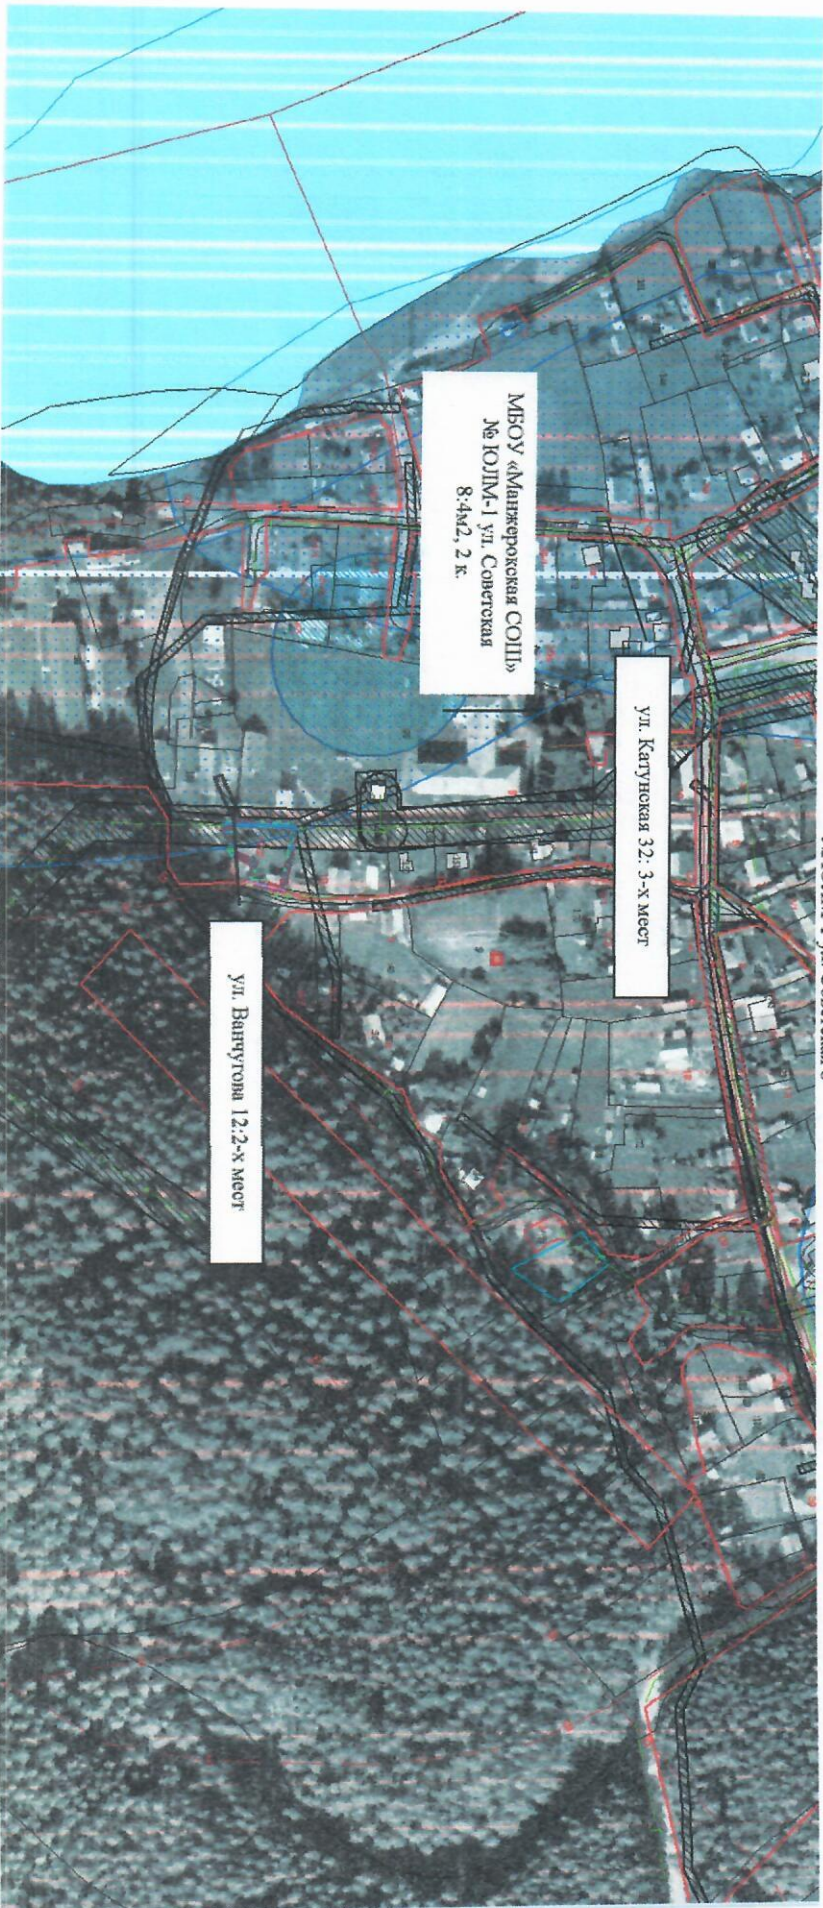 МБОУ «Манжерокская СОШ»
№ ЮЛМ-1 ул. Советская
8:4м2, 2 к.
ул. Катунская 32: 3-х мест
ул. Ванчугова 12:2-х мест